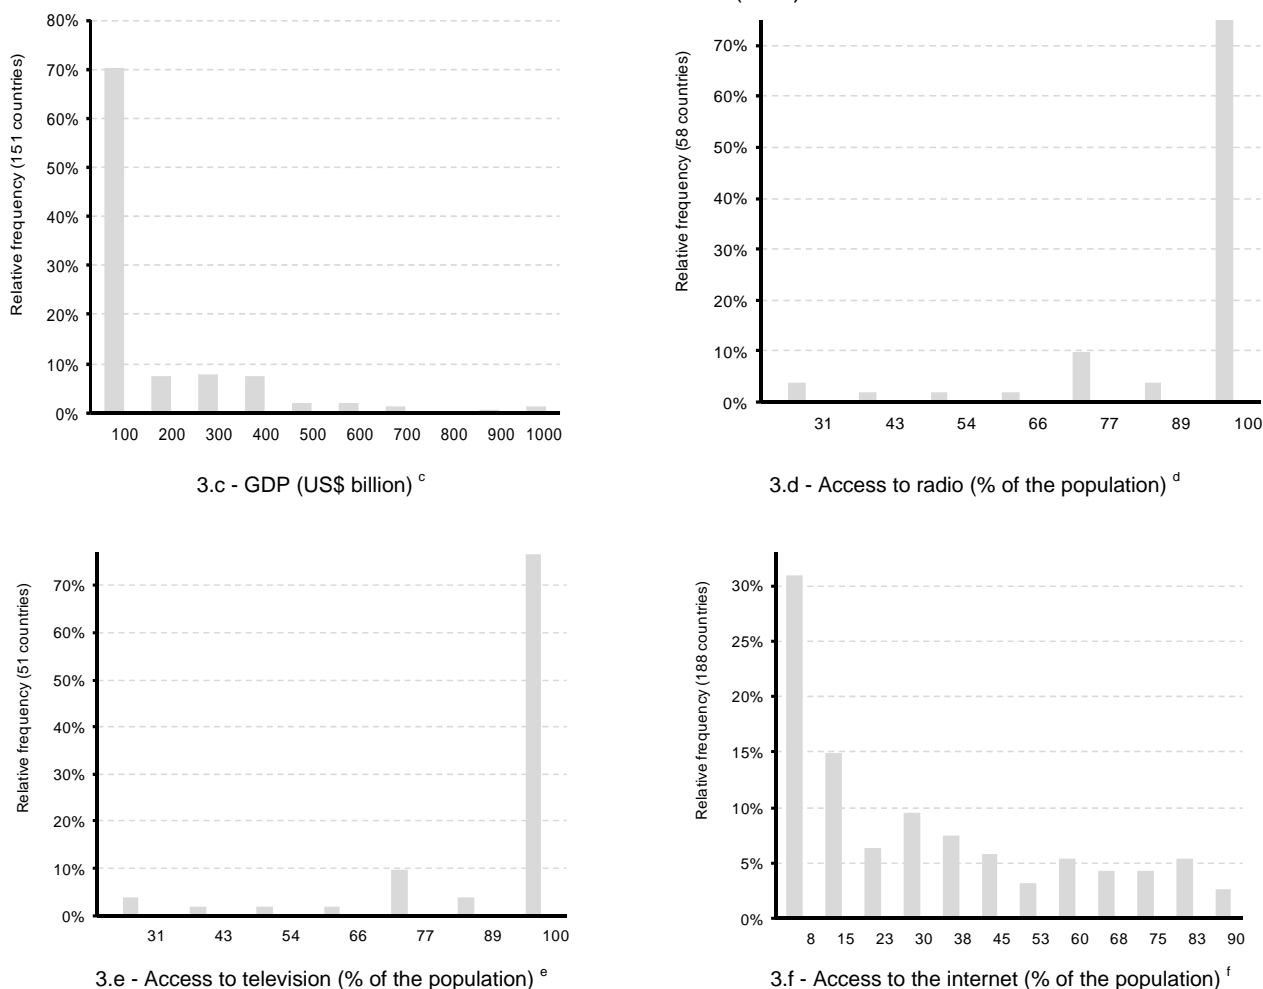 80%
70%
60%
50%
40%
30%
20%
10%
0%
Relative frequency (151 countries)
100 200 300 400 500 600 700 800 900 1000
3.c - GDP (US$ billion) c
70%
60%
50%
40%
30%
20%
10%
0%
Relative frequency (58 countries)
31 43 54 66 77 89 100
3.d - Access to radio (% of the population) d
70%
60%
50%
40%
30%
20%
10%
0%
Relative frequency (51 countries)
31 43 54 66 77 89 100
3.e - Access to television (% of the population) e
30%
25%
20%
15%
10%
5%
0%
Relative frequency (188 countries)
8 15 23 30 38 45 53 60 68 75 83 90
3.f - Access to the internet (% of the population) f